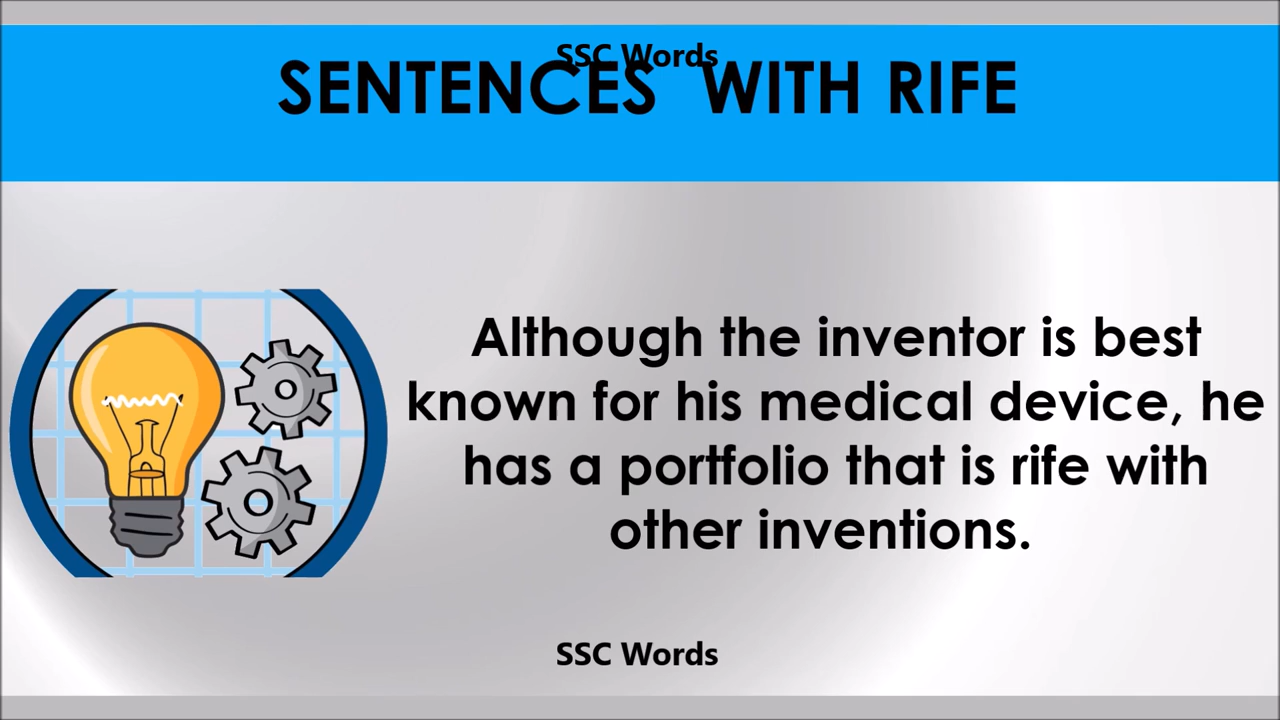 SSC Words
SENTENCES WITH RIFE
Although the inventor is best
known for his medical device, he
has a portfolio that is rife with
other inventions.
SSC Words